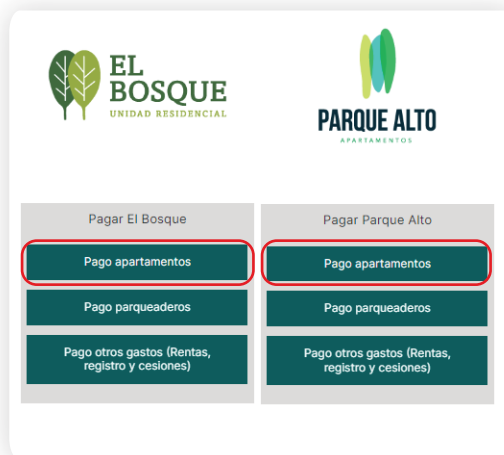 EL
BOSQUE
UNIDAD RESIDENCIAL
PARQUE ALTO
APARTAMENTOS
Pagar El Bosque
Pago apartamentos
Pago parqueaderos
Pago otros gastos (Rentas,
registro y cesiones)
Pagar Parque Alto
Pago apartamentos
Pago parqueaderos
Pago otros gastos (Rentas,
registro y cesiones)